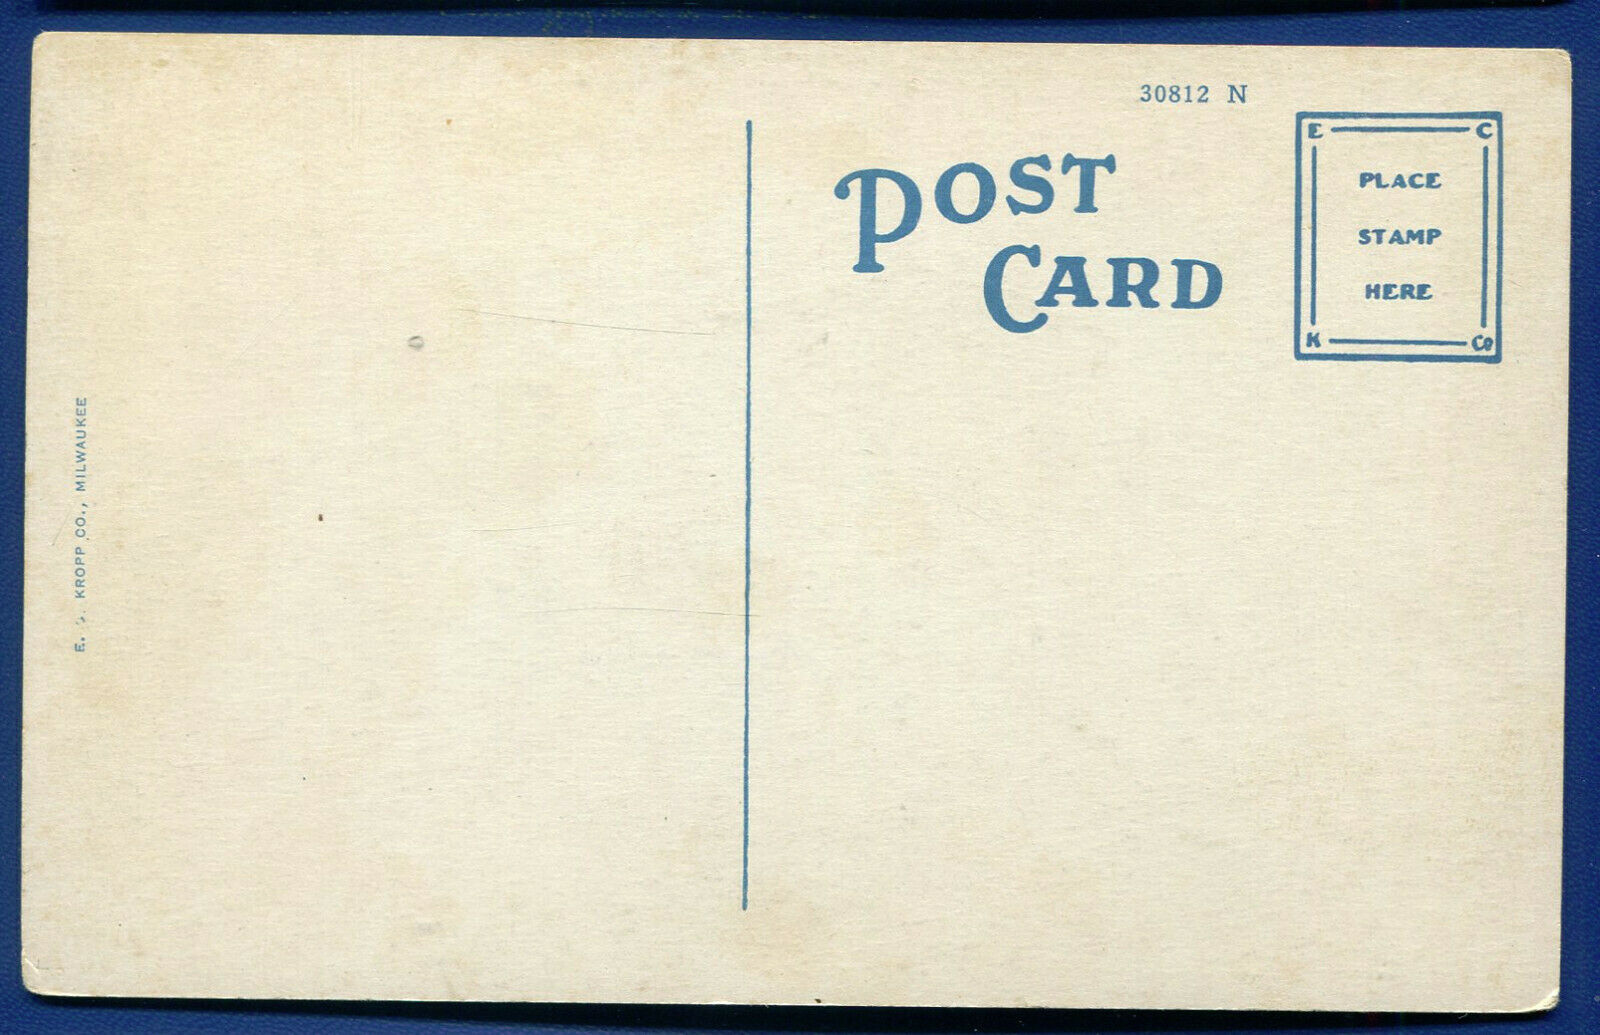 30812 N
POST
CARD
E C
PLACE
STAMP
HERE
K Co
E. KROPP CO., MILWAUKEE